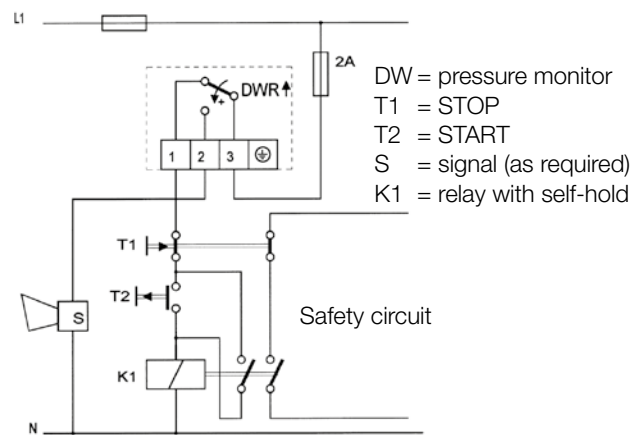 L1
2A
DWR
+
1 2 3
DW = pressure monitor
T1 = STOP
T2 = START
S = signal (as required)
K1 = relay with self-hold
T1
T2
S
Safety circuit
K1
N